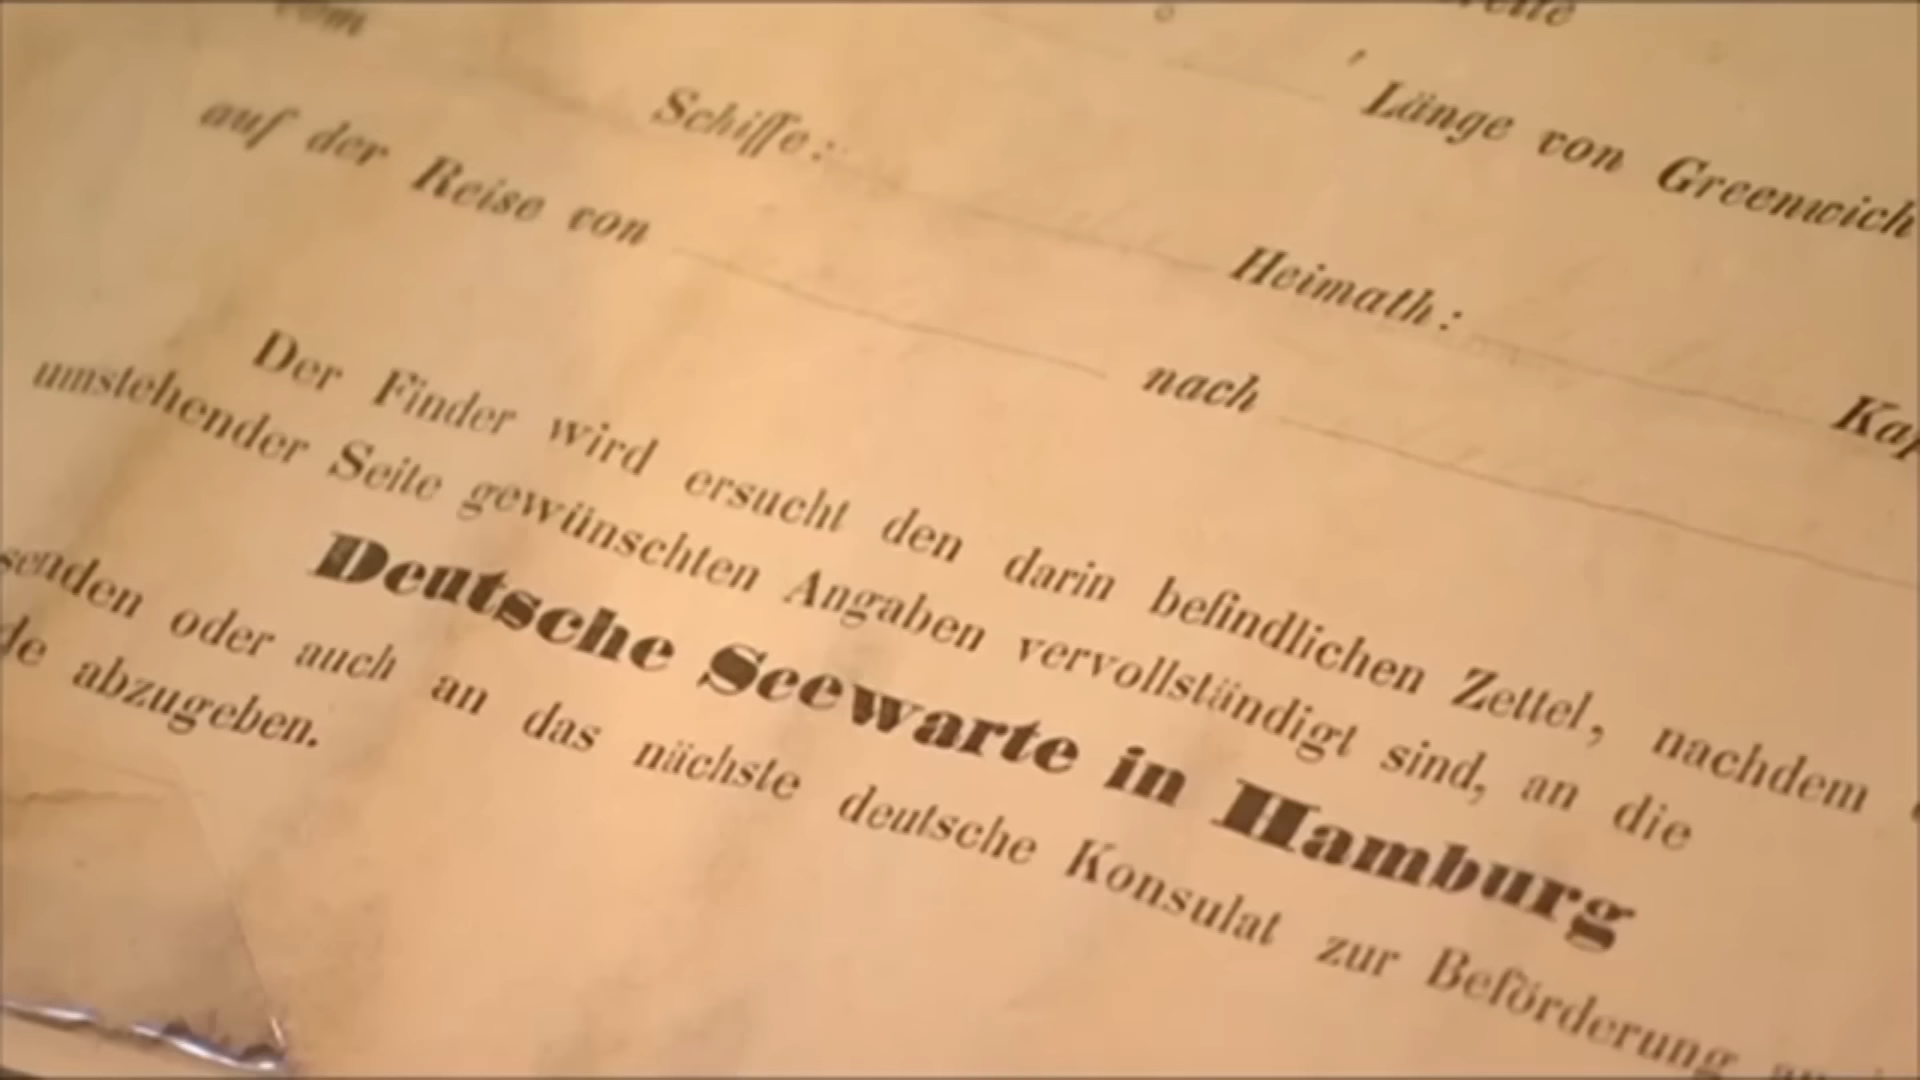 Länge von Greenwich
Schiffe: Heimath:
auf der Reise von nach
Der Finder wird ersucht den darin befindlichen Zettel, nachdem
umstehender Seite gewünschten Angaben vervollständigt sind, an die
Deutsche Seewarte in Hamburg
senden oder auch an das nächste deutsche Konsulat zur Beförderung
abzugeben.